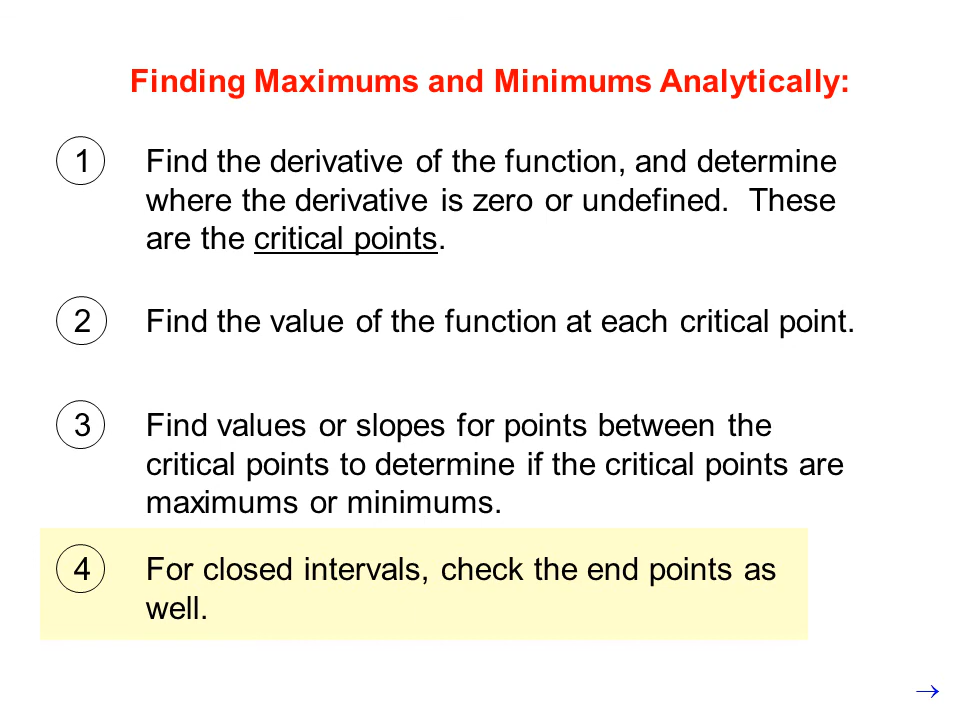 Finding Maximums and Minimums Analytically:
1 Find the derivative of the function, and determine
where the derivative is zero or undefined. These
are the critical points.
2 Find the value of the function at each critical point.
3 Find values or slopes for points between the
critical points to determine if the critical points are
maximums or minimums.
4 For closed intervals, check the end points as
well.
→